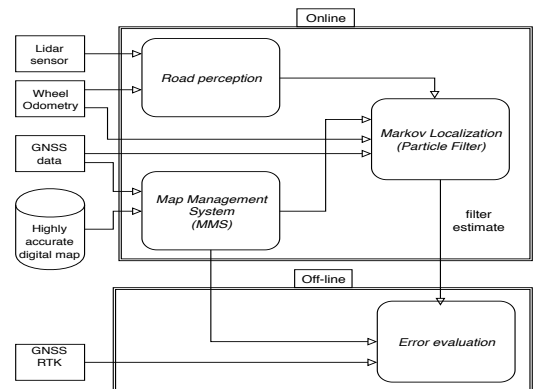 Online
Lidar
sensor
Road perception
Wheel
Odometry
Markov Localization
(Particle Filter)
GNSS
data
Map Management
System
(MMS)
Highly
accurate
digital map
filter
estimate
Off-line
Error evaluation
GNSS
RTK